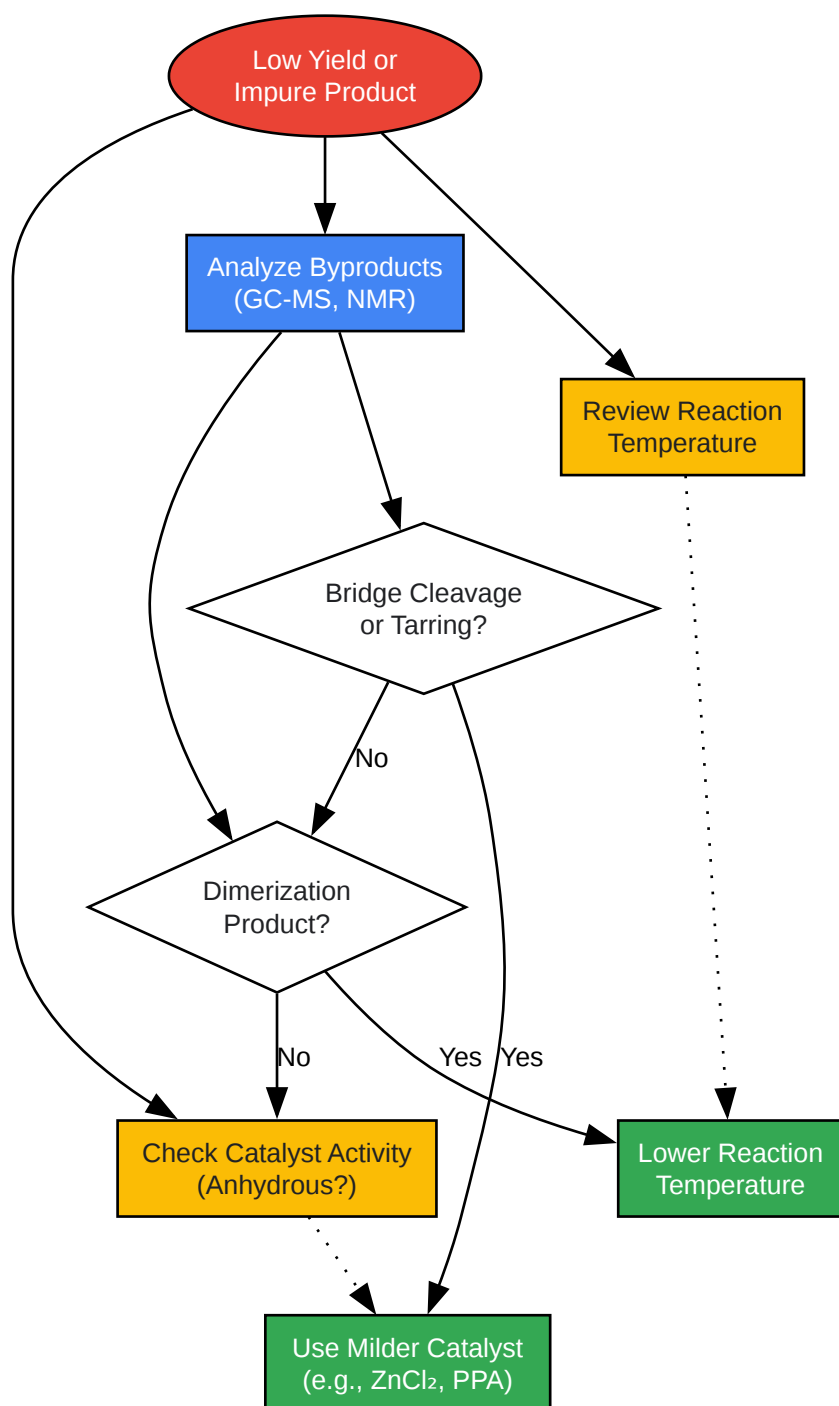 Low Yield or
Impure Product
Analyze Byproducts
(GC-MS, NMR)
Review Reaction
Temperature
Bridge Cleavage
or Tarring?
No
Dimerization
Product?
No
Yes
Yes
Check Catalyst Activity
(Anhydrous?)
Lower Reaction
Temperature
Use Milder Catalyst
(e.g., ZnCl₂, PPA)